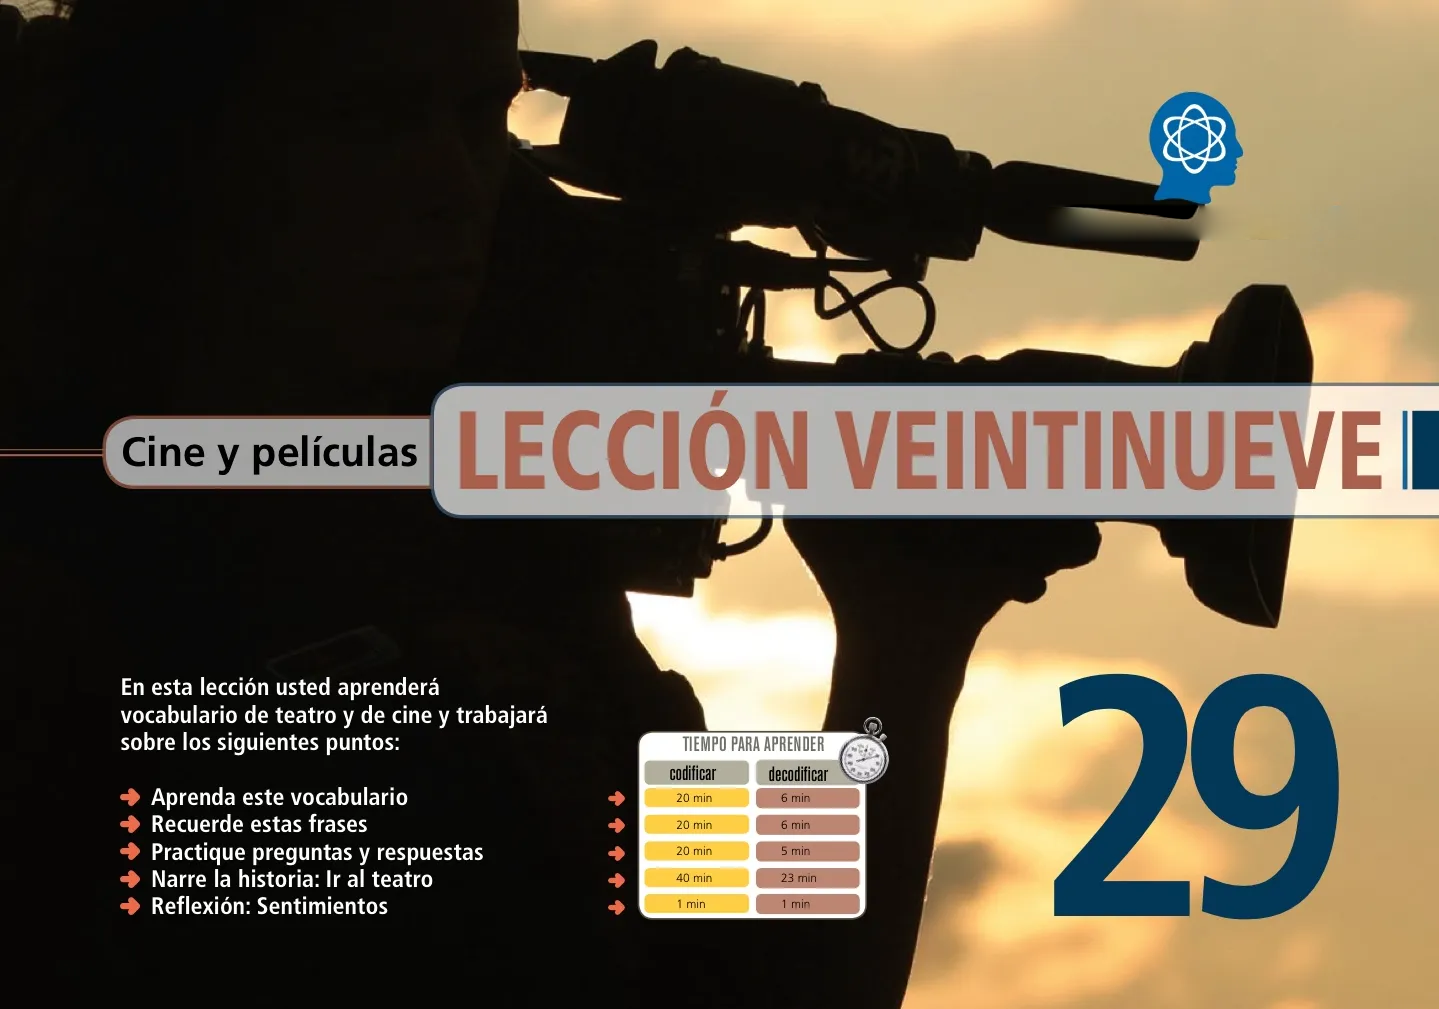 Cine y películas
LECCIÓN VEINTINUEVE
En esta lección usted aprenderá
vocabulario de teatro y de cine y trabajará
sobre los siguientes puntos:
Aprenda este vocabulario
Recuerde estas frases
Practique preguntas y respuestas
Narre la historia: Ir al teatro
Reflexión: Sentimientos
TIEMPO PARA APRENDER
codificar decodificar
20 min 6 min
20 min 6 min
20 min 5 min
40 min 23 min
1 min 1 min
29